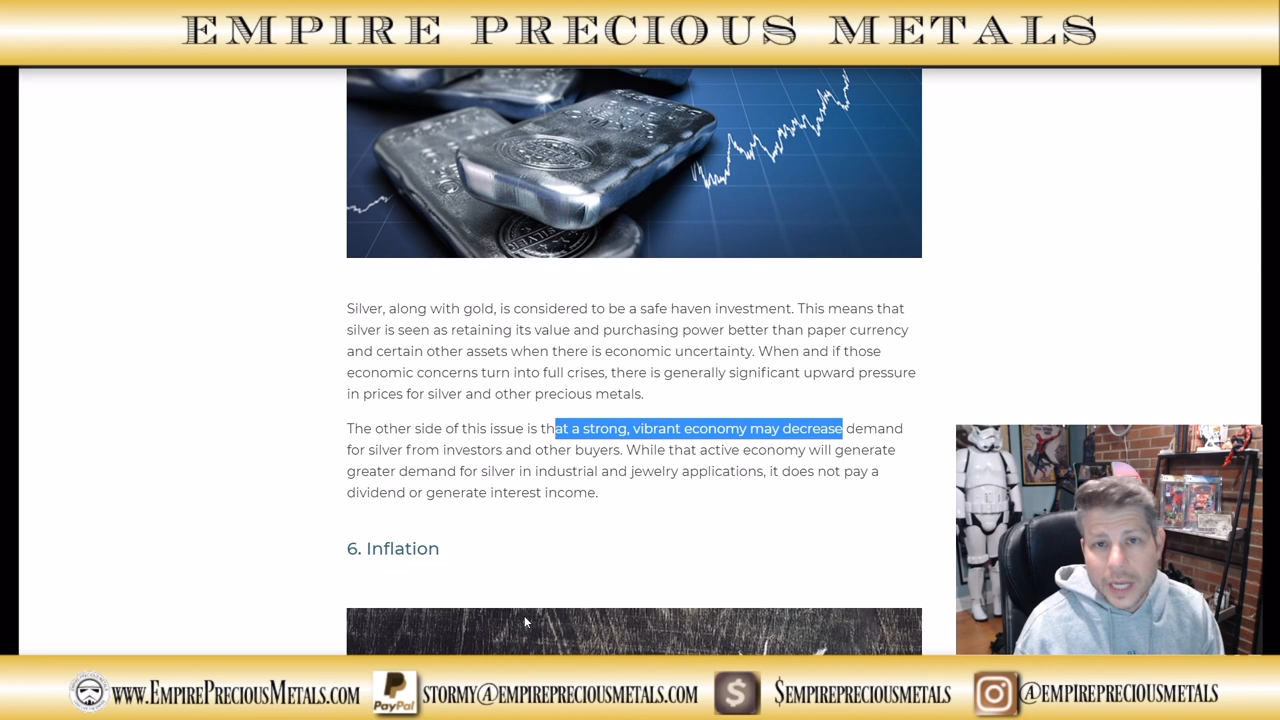 EMPIRE PRECIOUS METALS
SILVER
Silver, along with gold, is considered to be a safe haven investment. This means that
silver is seen as retaining its value and purchasing power better than paper currency
and certain other assets when there is economic uncertainty. When and if those
economic concerns turn into full crises, there is generally significant upward pressure
in prices for silver and other precious metals.
The other side of this issue is that a strong, vibrant economy may decrease demand
for silver from investors and other buyers. While that active economy will generate
greater demand for silver in industrial and jewelry applications, it does not pay a
dividend or generate interest income.
6. Inflation
www.EmpirePreciousMetals.com
PayPal
stormy@empirepreciousmetals.com
$
$empirepreciousmetals
@empirepreciousmetals